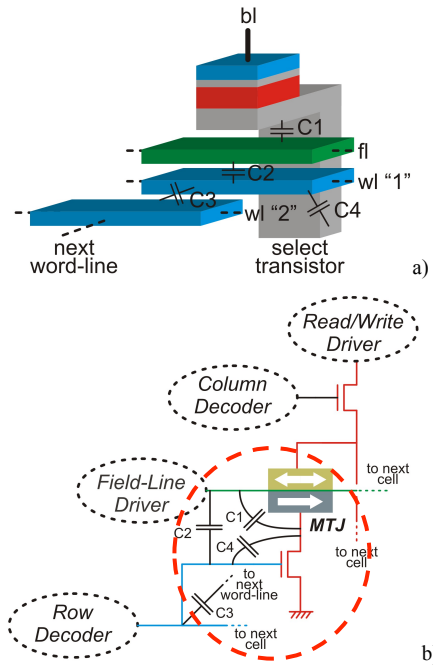 bl
C1
fl
C2
wl “1”
C3
wl “2”
C4
next
word-line
select
transistor
a)
Read/Write
Driver
Column
Decoder
Field-Line
Driver
to next
cell
C1
MTJ
C2
C4
to next
cell
to next
word-line
C3
Row
Decoder
to next
cell
b